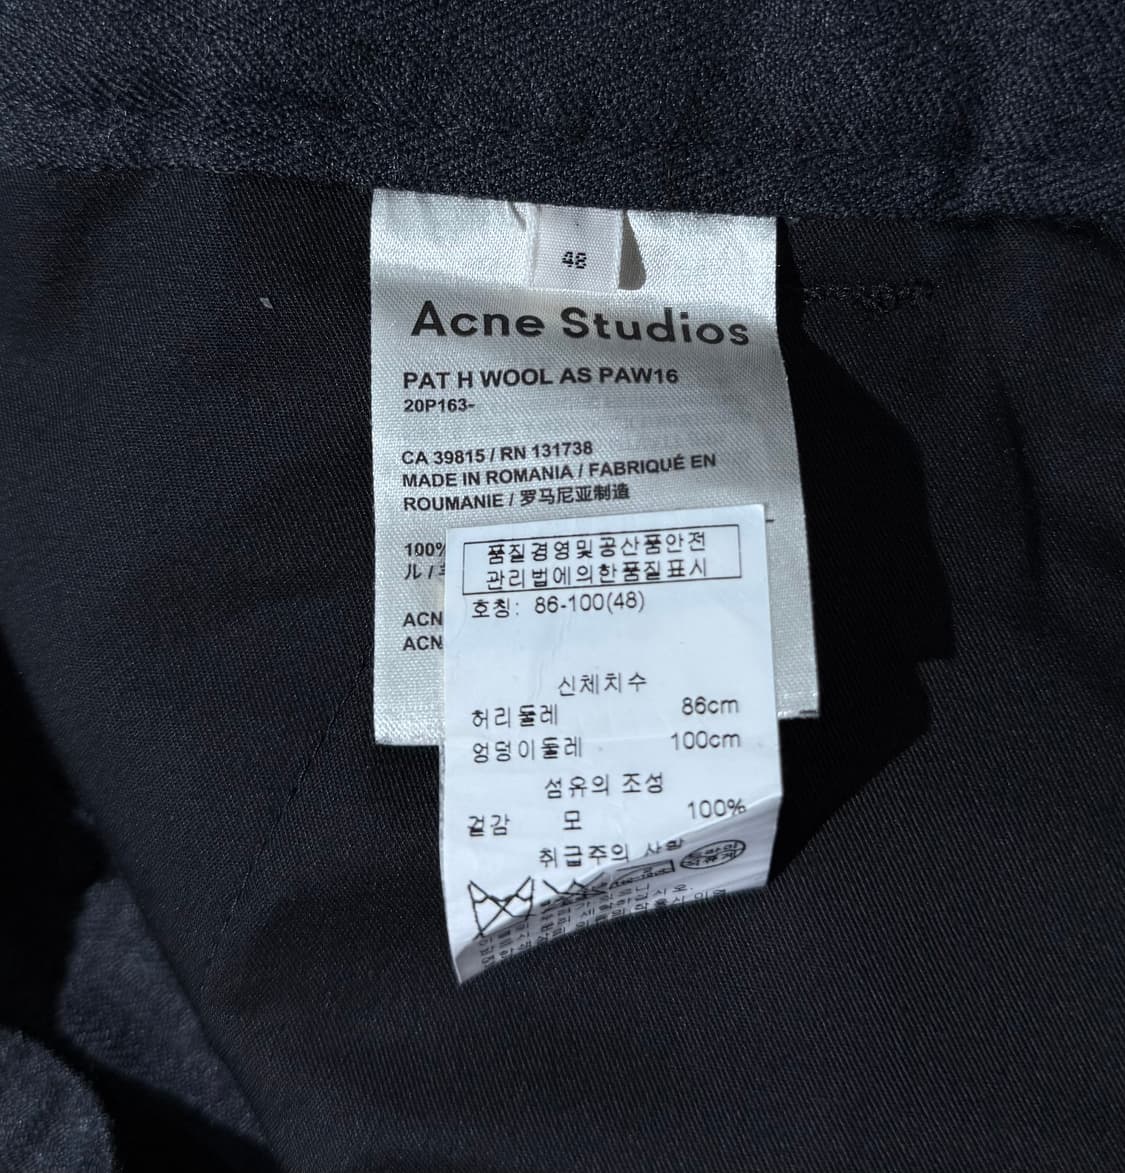 48
Acne Studios
PAT H WOOL AS PAW16
20P163-
CA 39815 / RN 131738
MADE IN ROMANIA / FABRIQUÉ EN
ROUMANIE / 罗马尼亚制造
100%
ル /
ACN
ACN
품질경영및공산품안전
관리법에의한품질표시
호칭: 86-100(48)
신체치수
허리둘레 86cm
엉덩이둘레 100cm
섬유의 조성
겉감 모 100%
취급주의 사항